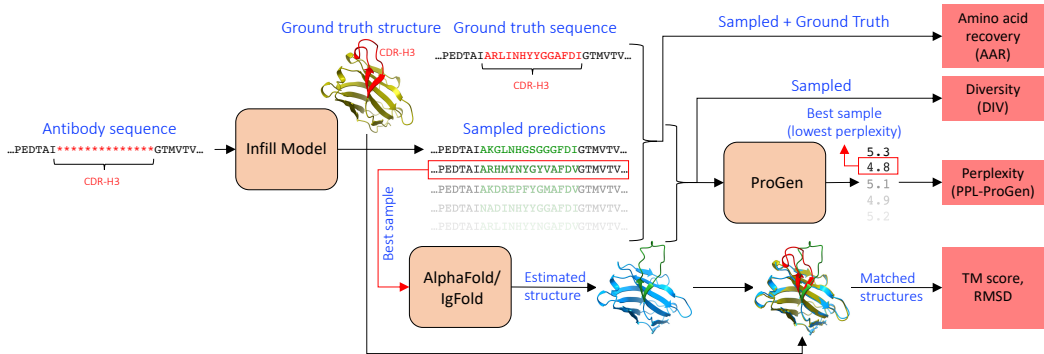 Ground truth structure
CDR-H3
Ground truth sequence
…PEDTAIARLINHYYGGAFDIGTMVTV…
CDR-H3
Sampled + Ground Truth
Amino acid
recovery
(AAR)
Sampled
Diversity
(DIV)
Antibody sequence
…PEDTAI**************GTMVTV…
CDR-H3
Infill Model
Sampled predictions
…PEDTAIAKGLNHGSGGGFDIGTMVTV…
…PEDTAIARHMYNYGYVAFDVGTMVTV…
…PEDTAIAKDREPFYGMAFDVGTMVTV…
…PEDTAINADINHYYGGAFDIGTMVTV…
…PEDTAIARLINHYYNGAFDVGTMVTV…
ProGen
Best sample
(lowest perplexity)
5.3
4.8
5.1
4.9
5.2
Perplexity
(PPL-ProGen)
Best sample
AlphaFold/
IgFold
Estimated
structure
Matched
structures
TM score,
RMSD